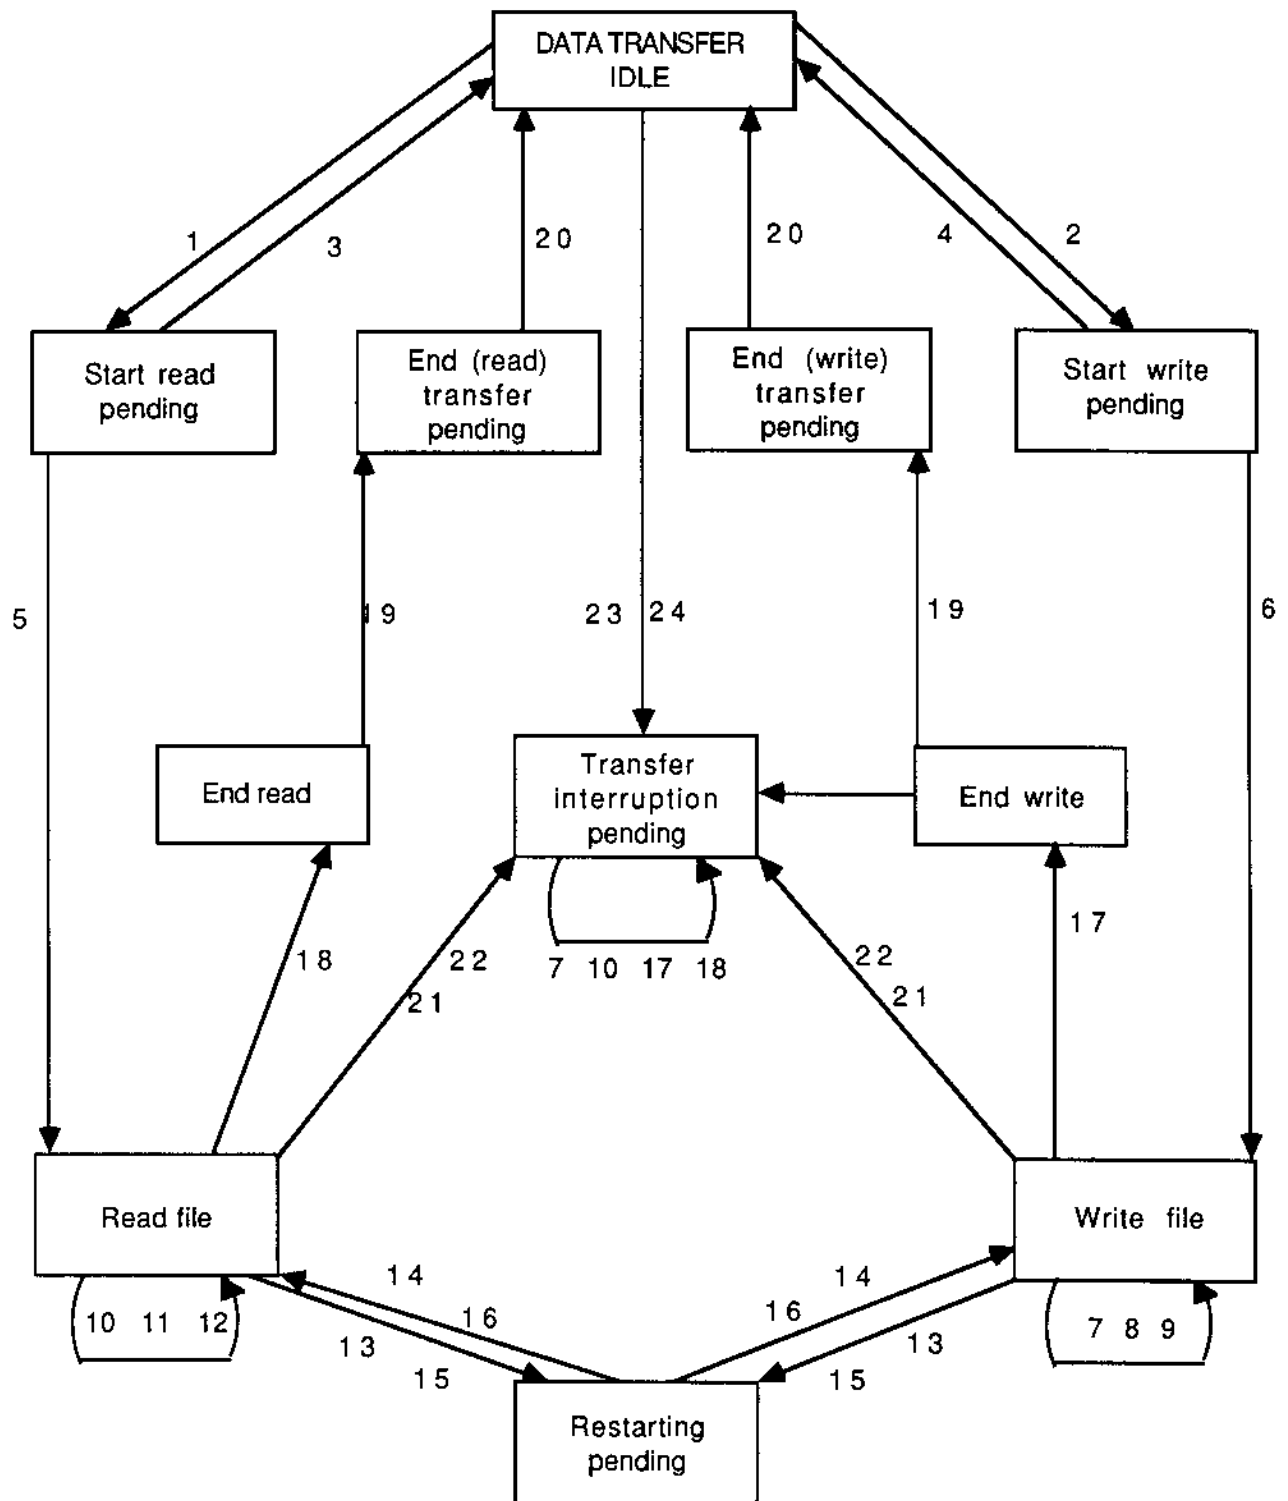 DATA TRANSFER
IDLE
1
3
20
20
4
2
Start read
pending
End (read)
transfer
pending
End (write)
transfer
pending
Start write
pending
5
19
23
24
19
6
End read
Transfer
interruption
pending
End write
18
22
21
7 10 17 18
22
21
17
Read file
Write file
10 11 12
14
16
13
15
14
16
13
15
7 8 9
Restarting
pending